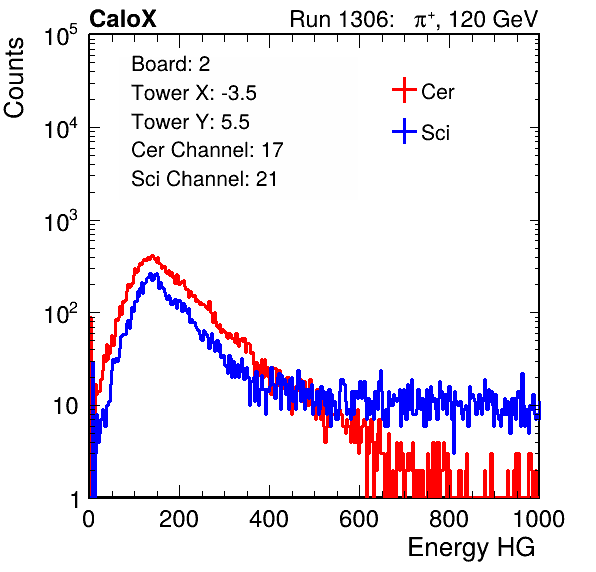 CaloX Run 1306: π⁺, 120 GeV
Counts
Board: 2
Tower X: -3.5
Tower Y: 5.5
Cer Channel: 17
Sci Channel: 21
Cer
Sci
10⁵
10⁴
10³
10²
10
1
0 200 400 600 800 1000
Energy HG